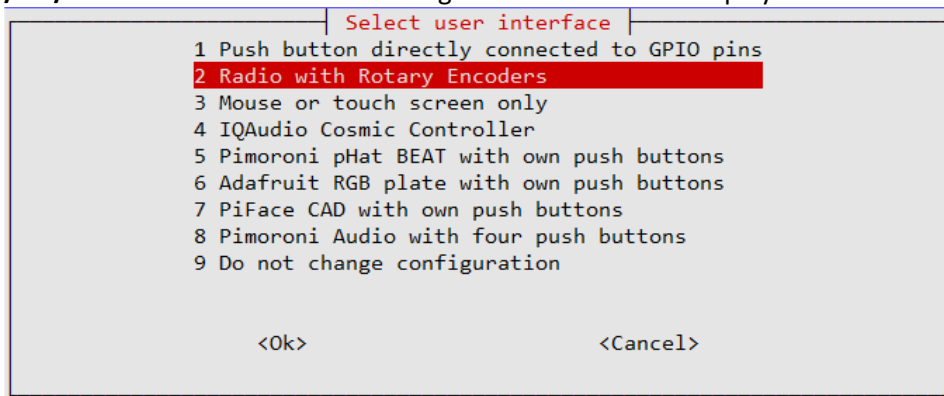 Select user interface
1 Push button directly connected to GPIO pins
2 Radio with Rotary Encoders
3 Mouse or touch screen only
4 IQAudio Cosmic Controller
5 Pimoroni pHat BEAT with own push buttons
6 Adafruit RGB plate with own push buttons
7 PiFace CAD with own push buttons
8 Pimoroni Audio with four push buttons
9 Do not change configuration
<Ok> <Cancel>